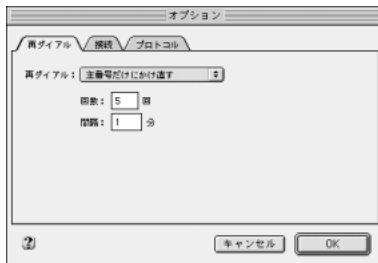 オプション
再ダイアル 接続 プロトコル
再ダイアル： 主番号だけにかけ直す
回数： 5 回
間隔： 1 分
キャンセル OK